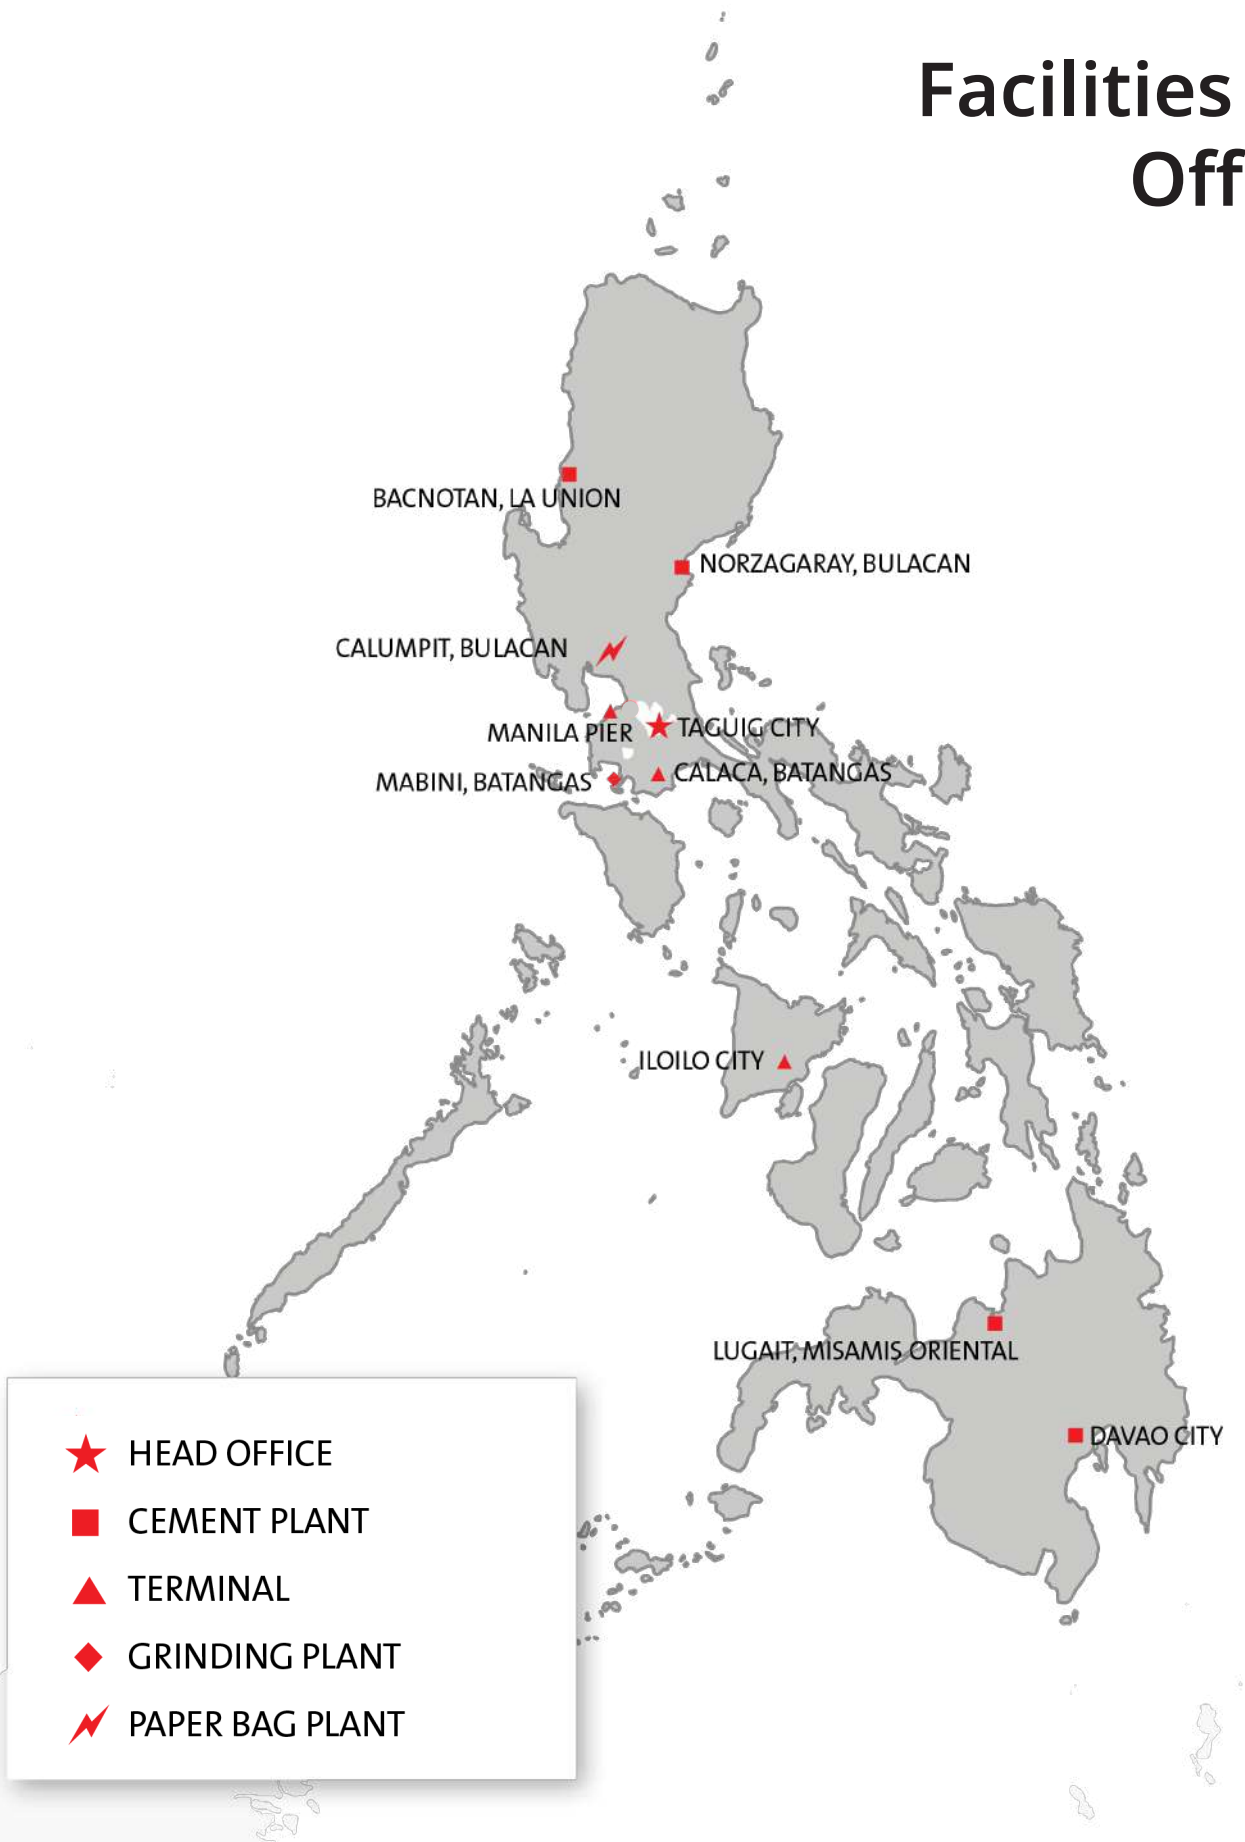 Facilities
Off
BACNOTAN, LA UNION
NORZAGARAY, BULACAN
CALUMPIT, BULACAN
MANILA PIER
TAGUIG CITY
CALACA, BATANGAS
MABINI, BATANGAS
ILOILO CITY
LUGAIT, MISAMIS ORIENTAL
DAVAO CITY
HEAD OFFICE
CEMENT PLANT
TERMINAL
GRINDING PLANT
PAPER BAG PLANT